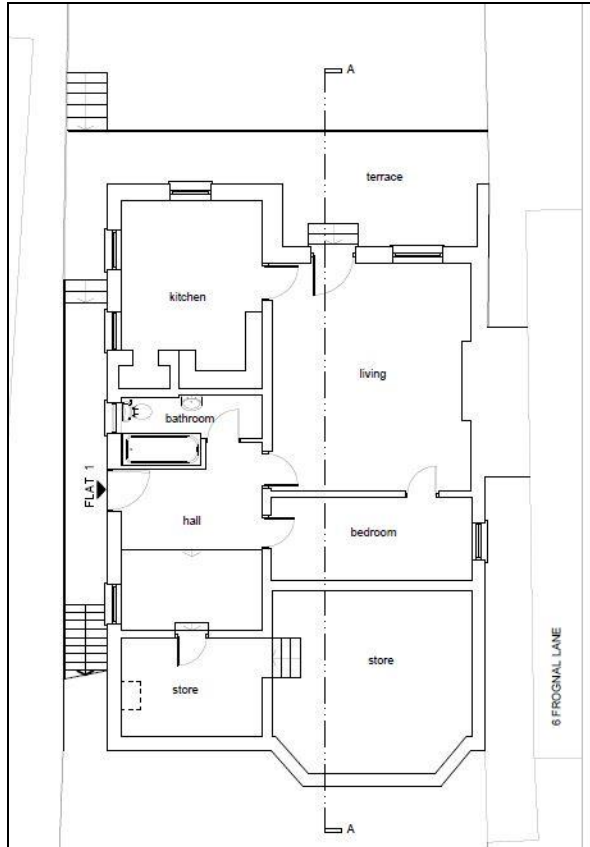 A
terrace
kitchen
living
bathroom
FLAT 1
hall
bedroom
store
store
6 FROGNAL LANE
A